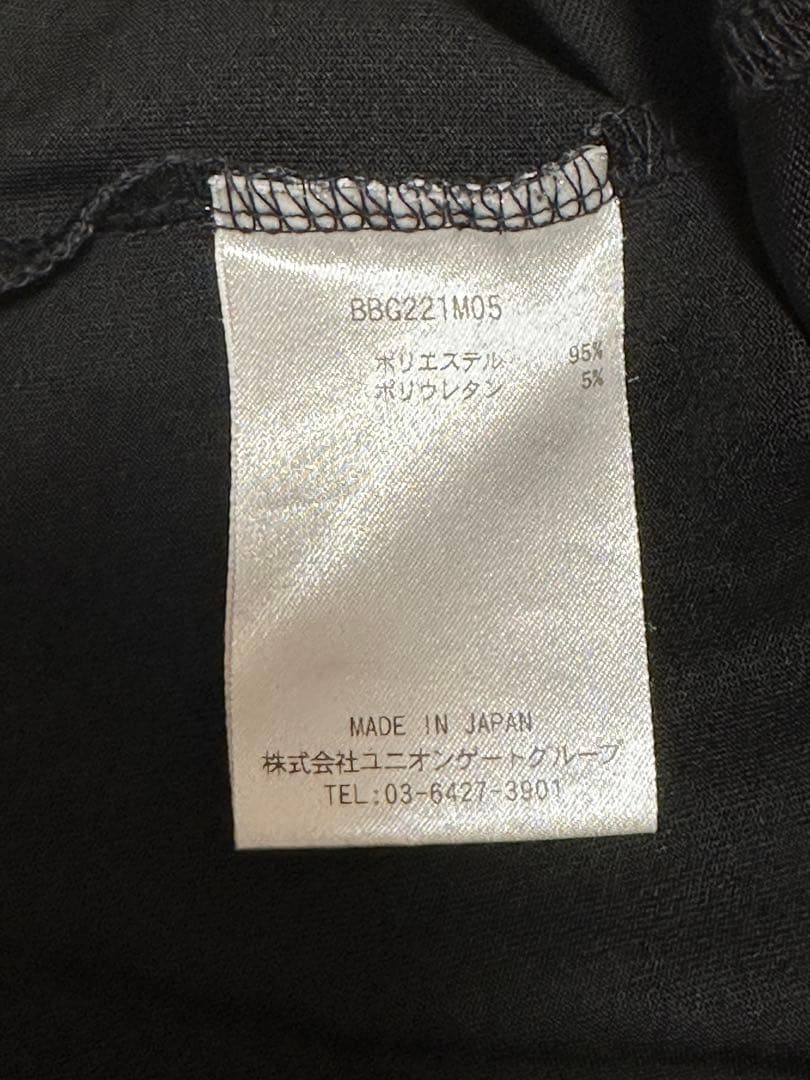 BBG221M05
ポリエステル 95%
ポリウレタン 5%
MADE IN JAPAN
株式会社ユニオンゲートグループ
TEL:03-6427-3901